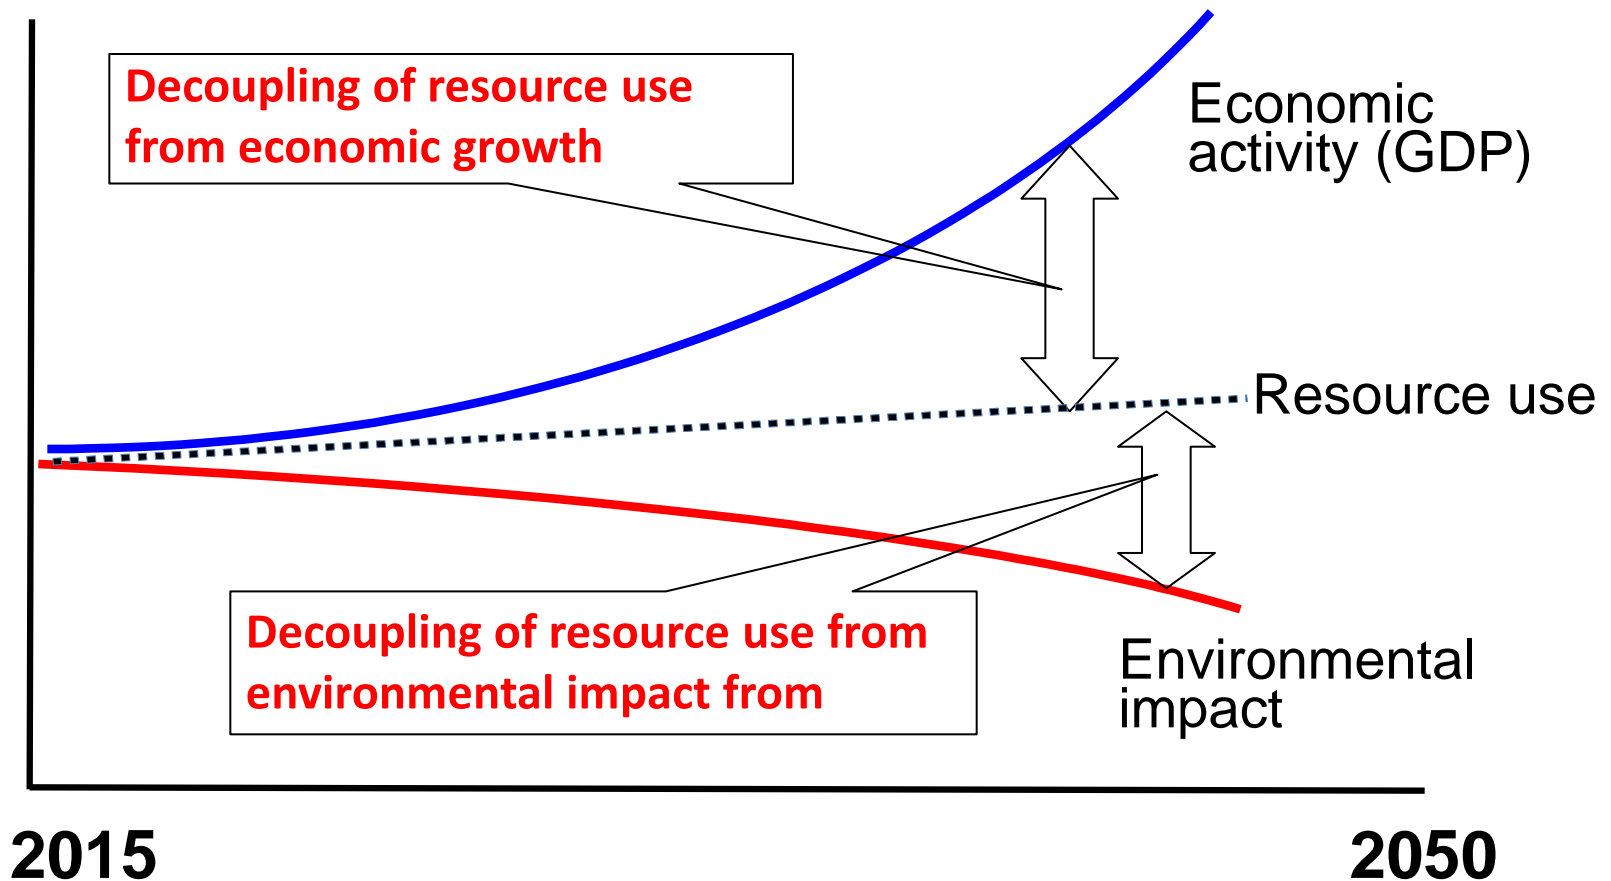 Decoupling of resource use
from economic growth
Economic
activity (GDP)
Resource use
Decoupling of resource use from
environmental impact from
Environmental
impact
2015
2050